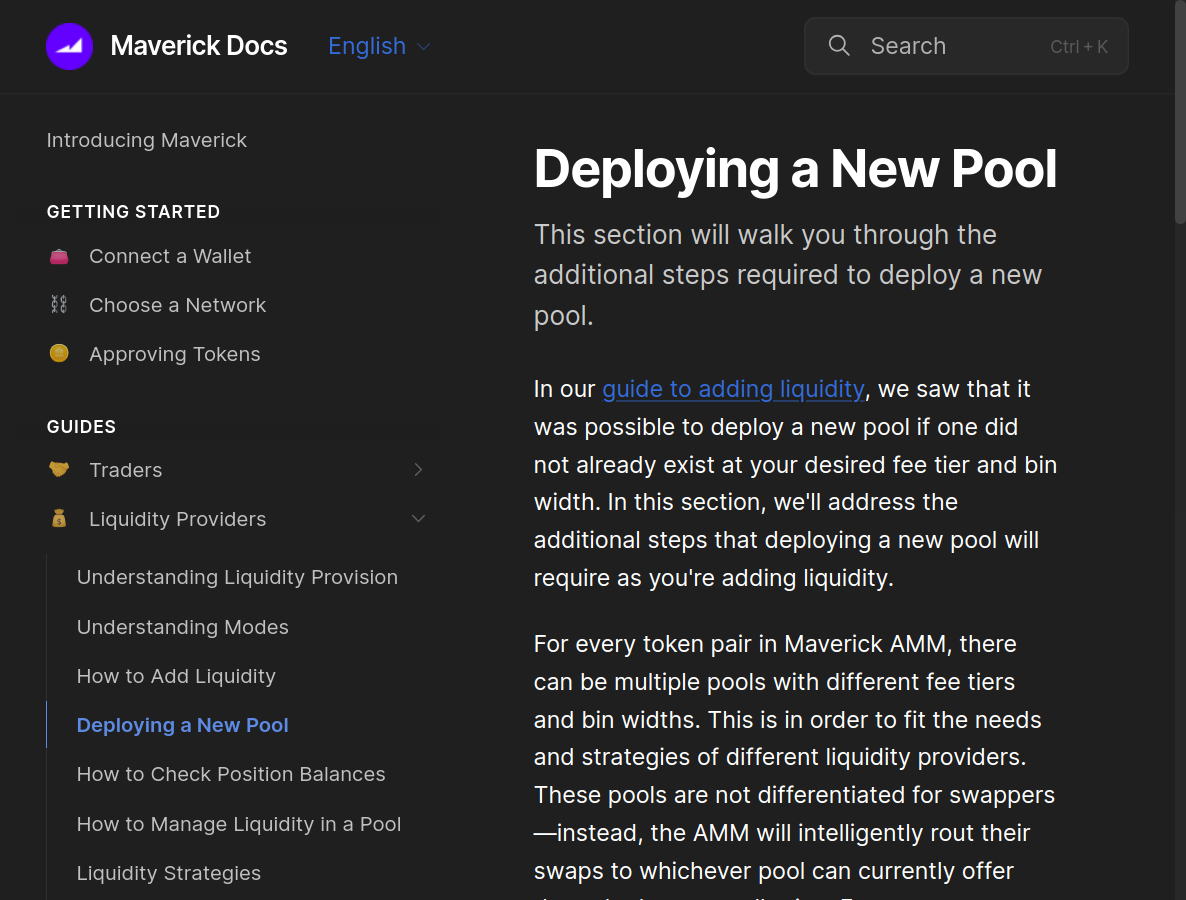 Maverick Docs
English
Search
Ctrl + K
Introducing Maverick
GETTING STARTED
Connect a Wallet
Choose a Network
Approving Tokens
GUIDES
Traders
Liquidity Providers
Understanding Liquidity Provision
Understanding Modes
How to Add Liquidity
Deploying a New Pool
How to Check Position Balances
How to Manage Liquidity in a Pool
Liquidity Strategies
Deploying a New Pool
This section will walk you through the
additional steps required to deploy a new
pool.
In our guide to adding liquidity, we saw that it
was possible to deploy a new pool if one did
not already exist at your desired fee tier and bin
width. In this section, we'll address the
additional steps that deploying a new pool will
require as you're adding liquidity.
For every token pair in Maverick AMM, there
can be multiple pools with different fee tiers
and bin widths. This is in order to fit the needs
and strategies of different liquidity providers.
These pools are not differentiated for swappers
—instead, the AMM will intelligently rout their
swaps to whichever pool can currently offer